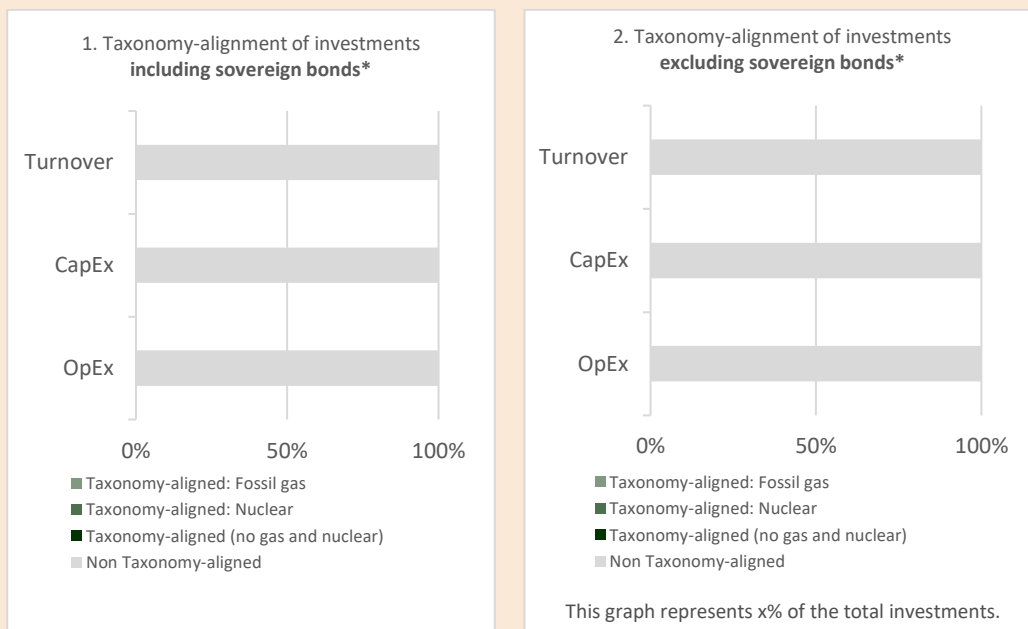 1. Taxonomy-alignment of investments
including sovereign bonds*
Turnover
CapEx
OpEx
0% 50% 100%
Taxonomy-aligned: Fossil gas
Taxonomy-aligned: Nuclear
Taxonomy-aligned (no gas and nuclear)
Non Taxonomy-aligned
2. Taxonomy-alignment of investments
excluding sovereign bonds*
Turnover
CapEx
OpEx
0% 50% 100%
Taxonomy-aligned: Fossil gas
Taxonomy-aligned: Nuclear
Taxonomy-aligned (no gas and nuclear)
Non Taxonomy-aligned
This graph represents x% of the total investments.